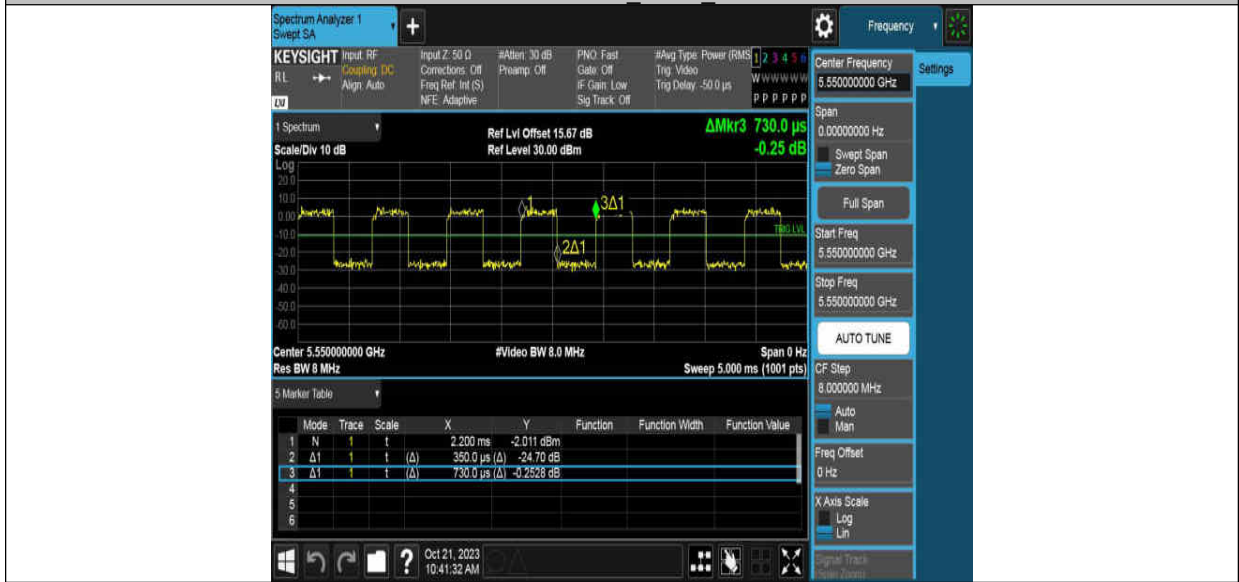 Spectrum Analyzer 1
Swept SA
+
Frequency
KEYSIGHT
RL
LVI
Input: RF
Coupling: DC
Align: Auto
Input Z: 50 Ω
Corrections: Off
Freq Ref: Int (S)
NFE: Adaptive
#Atten: 30 dB
Preamp: Off
PNO: Fast
Gate: Off
IF Gain: Low
Sig Track: Off
#Avg Type: Power (RMS
Trig: Video
Trig Delay: -50.0 µs
1 2 3 4 5 6
W W W W W W
P P P P P P
Center Frequency
5.550000000 GHz
Settings
Span
0.00000000 Hz
Swept Span
Zero Span
Full Span
Start Freq
5.550000000 GHz
Stop Freq
5.550000000 GHz
AUTO TUNE
CF Step
8.000000 MHz
Auto
Man
Freq Offset
0 Hz
X Axis Scale
Log
Lin
Signal Track
(Span Zoom)
1 Spectrum
Scale/Div 10 dB
Ref Lvl Offset 15.67 dB
Ref Level 30.00 dBm
ΔMkr3 730.0 µs
-0.25 dB
Log
20.0
10.0
0.00
-10.0
-20.0
-30.0
-40.0
-50.0
-60.0
1
3Δ1
2Δ1
TRIG LVL
Center 5.550000000 GHz
Res BW 8 MHz
#Video BW 8.0 MHz
Span 0 Hz
Sweep 5.000 ms (1001 pts)
5 Marker Table
Mode Trace Scale X Y Function Function Width Function Value
1 N 1 t 2.200 ms -2.011 dBm
2 Δ1 1 t (Δ) 350.0 µs (Δ) -24.70 dB
3 Δ1 1 t (Δ) 730.0 µs (Δ) -0.2528 dB
4
5
6
?
Oct 21, 2023
10:41:32 AM